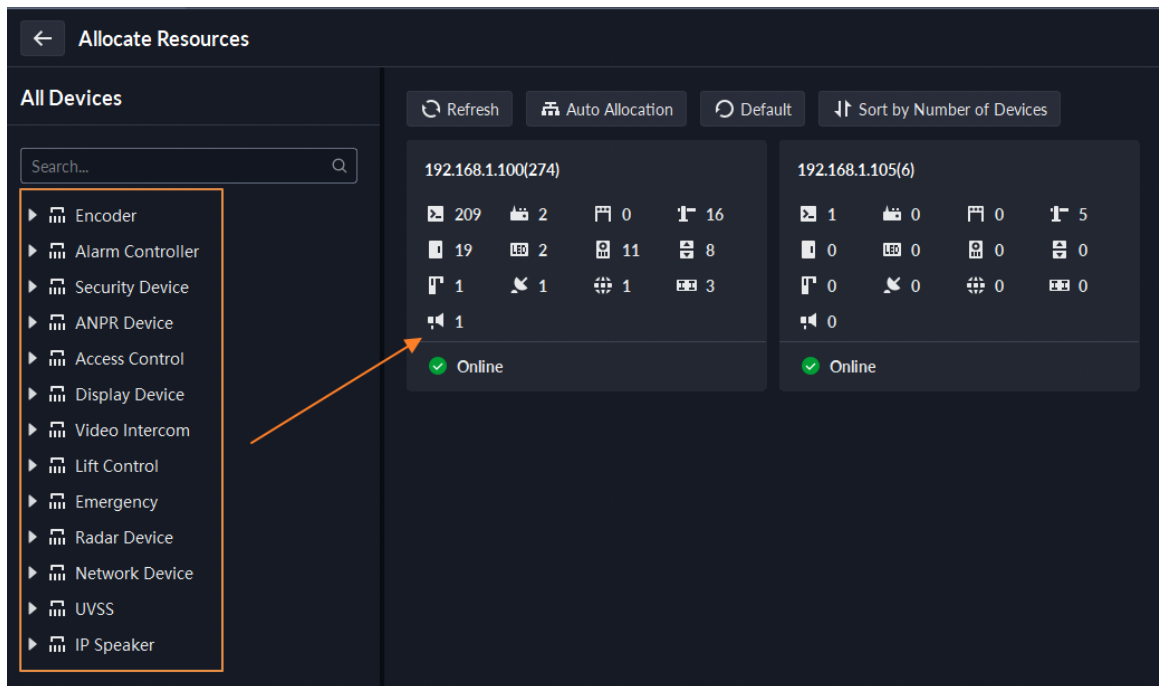 Allocate Resources
All Devices
Search...
Encoder
Alarm Controller
Security Device
ANPR Device
Access Control
Display Device
Video Intercom
Lift Control
Emergency
Radar Device
Network Device
UVSS
IP Speaker
Refresh Auto Allocation Default Sort by Number of Devices
192.168.1.100(274)
209 2 0 16
19 LED 2 11 8
1 1 1 3
1
Online
192.168.1.105(6)
1 0 0 5
0 LED 0 0 0
0 0 0 0
0
Online